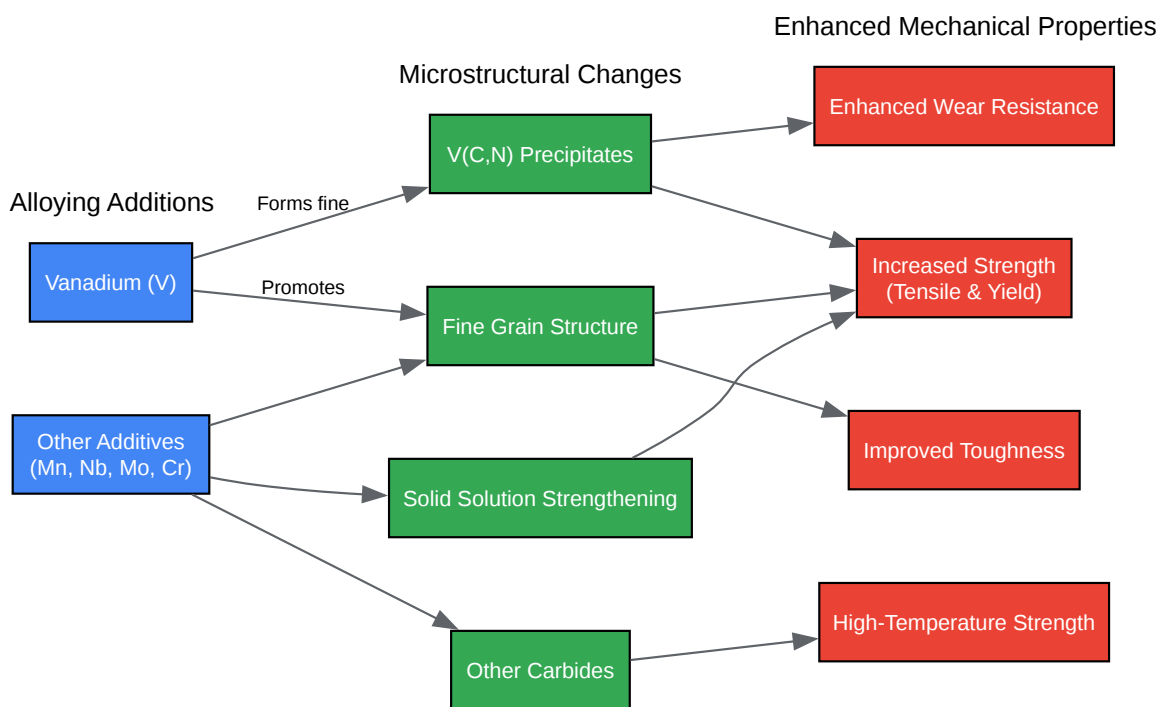 Enhanced Mechanical Properties
Microstructural Changes
Alloying Additions
Enhanced Wear Resistance
V(C,N) Precipitates
Forms fine
Vanadium (V)
Promotes
Increased Strength
(Tensile & Yield)
Fine Grain Structure
Other Additives
(Mn, Nb, Mo, Cr)
Improved Toughness
Solid Solution Strengthening
High-Temperature Strength
Other Carbides